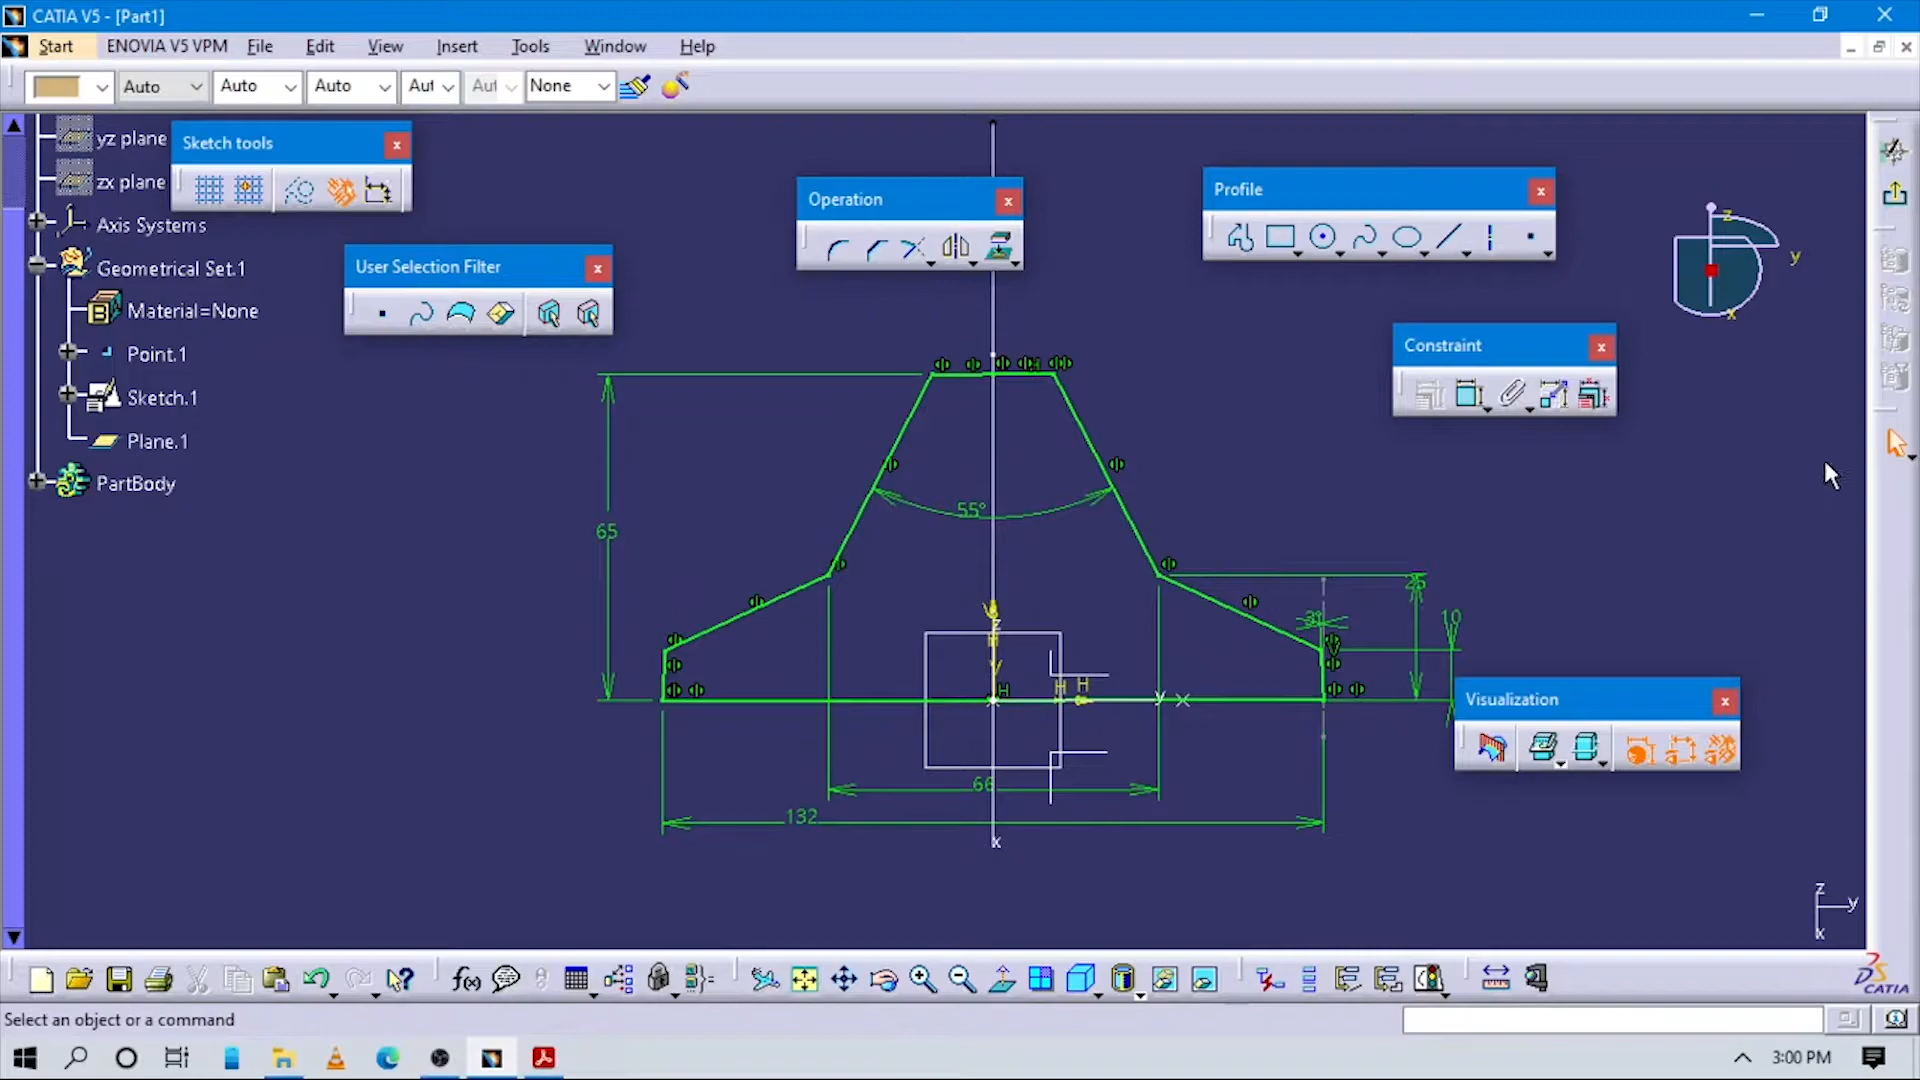 CATIA V5 - [Part1]
Start ENOVIA V5 VPM File Edit View Insert Tools Window Help
Auto Auto Auto Aut Aut None
yz plane
zx plane
Axis Systems
Geometrical Set.1
Material=None
Point.1
Sketch.1
Plane.1
PartBody
Sketch tools
User Selection Filter
Operation
Profile
Constraint
Visualization
z
y
x
65
55°
10
H
V
z
H
V
H
H H
y
66
132
x
z
y
x
CATIA
Select an object or a command
3:00 PM